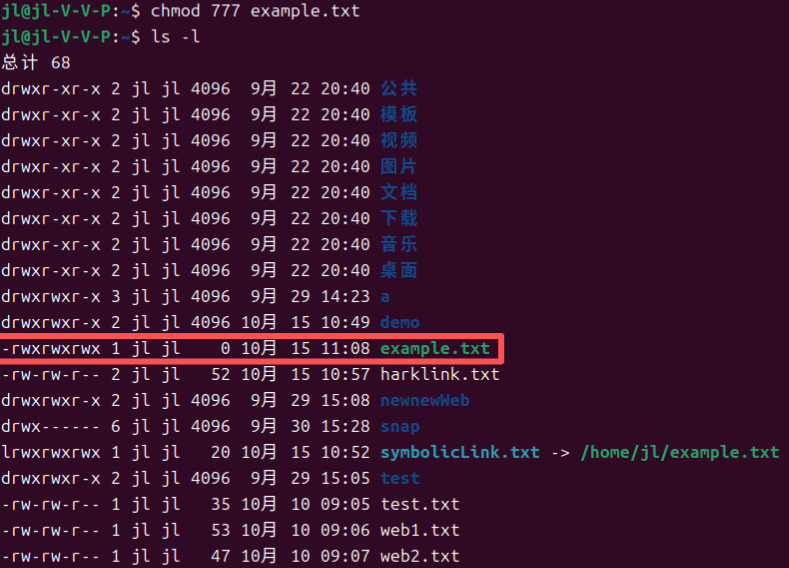 jl@jl-V-V-P:~$ chmod 777 example.txt
jl@jl-V-V-P:~$ ls -l
总计 68
drwxr-xr-x 2 jl jl 4096  9月  22 20:40 公共
drwxr-xr-x 2 jl jl 4096  9月  22 20:40 模板
drwxr-xr-x 2 jl jl 4096  9月  22 20:40 视频
drwxr-xr-x 2 jl jl 4096  9月  22 20:40 图片
drwxr-xr-x 2 jl jl 4096  9月  22 20:40 文档
drwxr-xr-x 2 jl jl 4096  9月  22 20:40 下载
drwxr-xr-x 2 jl jl 4096  9月  22 20:40 音乐
drwxr-xr-x 2 jl jl 4096  9月  22 20:40 桌面
drwxrwxr-x 3 jl jl 4096  9月  29 14:23 a
drwxrwxr-x 2 jl jl 4096 10月  15 10:49 demo
-rwxrwxrwx 1 jl jl    0 10月  15 11:08 example.txt
-rw-rw-r-- 2 jl jl   52 10月  15 10:57 harklink.txt
drwxrwxr-x 2 jl jl 4096  9月  29 15:08 newnewWeb
drwx------ 6 jl jl 4096  9月  30 15:28 snap
lrwxrwxrwx 1 jl jl   20 10月  15 10:52 symbolicLink.txt -> /home/jl/example.txt
drwxrwxr-x 2 jl jl 4096  9月  29 15:05 test
-rw-rw-r-- 1 jl jl   35 10月  10 09:05 test.txt
-rw-rw-r-- 1 jl jl   53 10月  10 09:06 web1.txt
-rw-rw-r-- 1 jl jl   47 10月  10 09:07 web2.txt